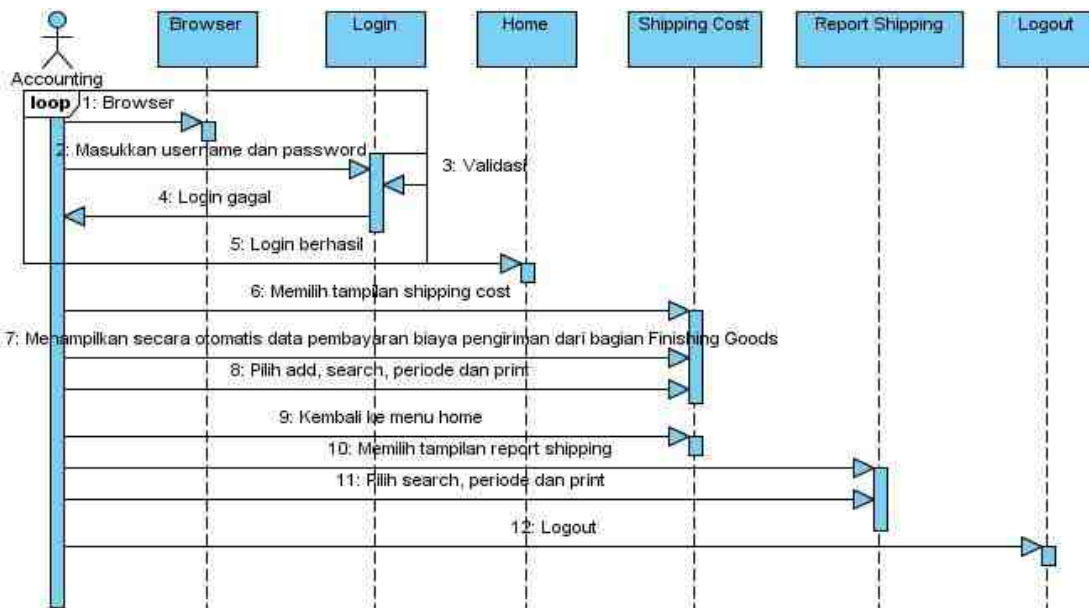 Browser
Login
Home
Shipping Cost
Report Shipping
Logout
Accounting
loop
1: Browser
2: Masukkan username dan password
3: Validasi
4: Login gagal
5: Login berhasil
6: Memilih tampilan shipping cost
7: Menampilkan secara otomatis data pembayaran biaya pengiriman dari bagian Finishing Goods
8: Pilih add, search, periode dan print
9: Kembali ke menu home
10: Memilih tampilan report shipping
11: Pilih search, periode dan print
12: Logout